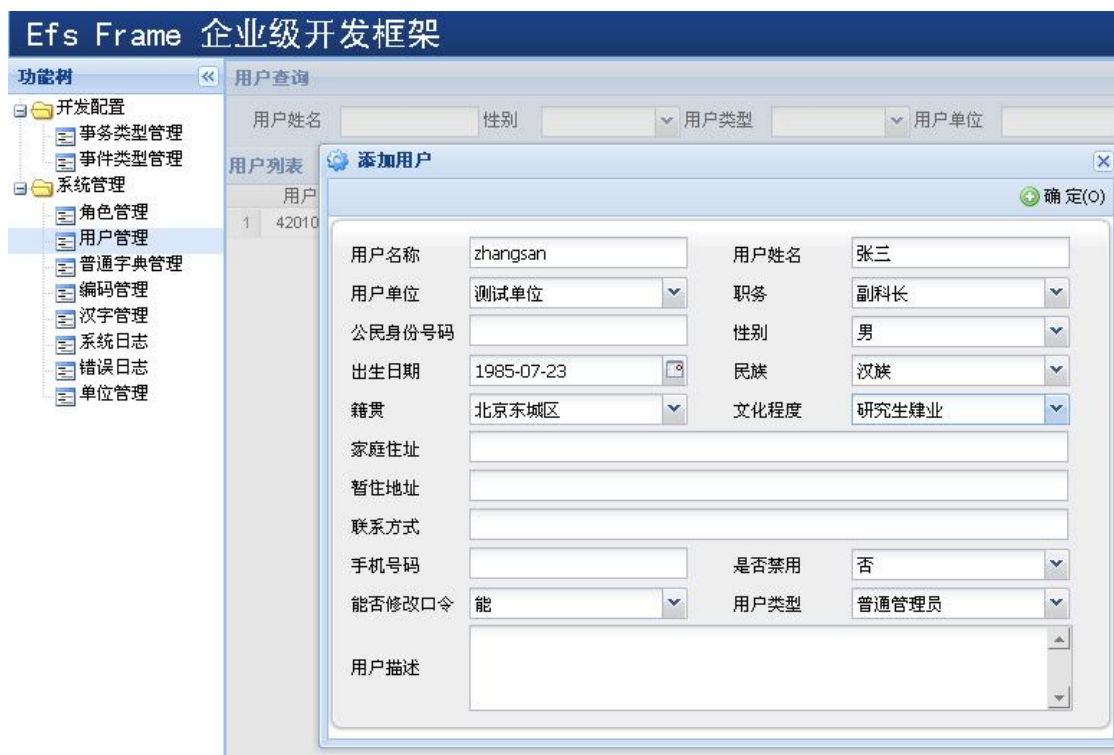 Efs Frame 企业级开发框架
功能树
开发配置
事务类型管理
事件类型管理
系统管理
角色管理
用户管理
普通字典管理
编码管理
汉字管理
系统日志
错误日志
单位管理
用户查询
用户姓名 性别 用户类型 用户单位
用户列表
用户
1 42010
添加用户
确 定(O)
用户名称 zhangsan 用户姓名 张三
用户单位 测试单位 职务 副科长
公民身份号码 性别 男
出生日期 1985-07-23 民族 汉族
籍贯 北京东城区 文化程度 研究生肄业
家庭住址
暂住地址
联系方式
手机号码 是否禁用 否
能否修改口令 能 用户类型 普通管理员
用户描述